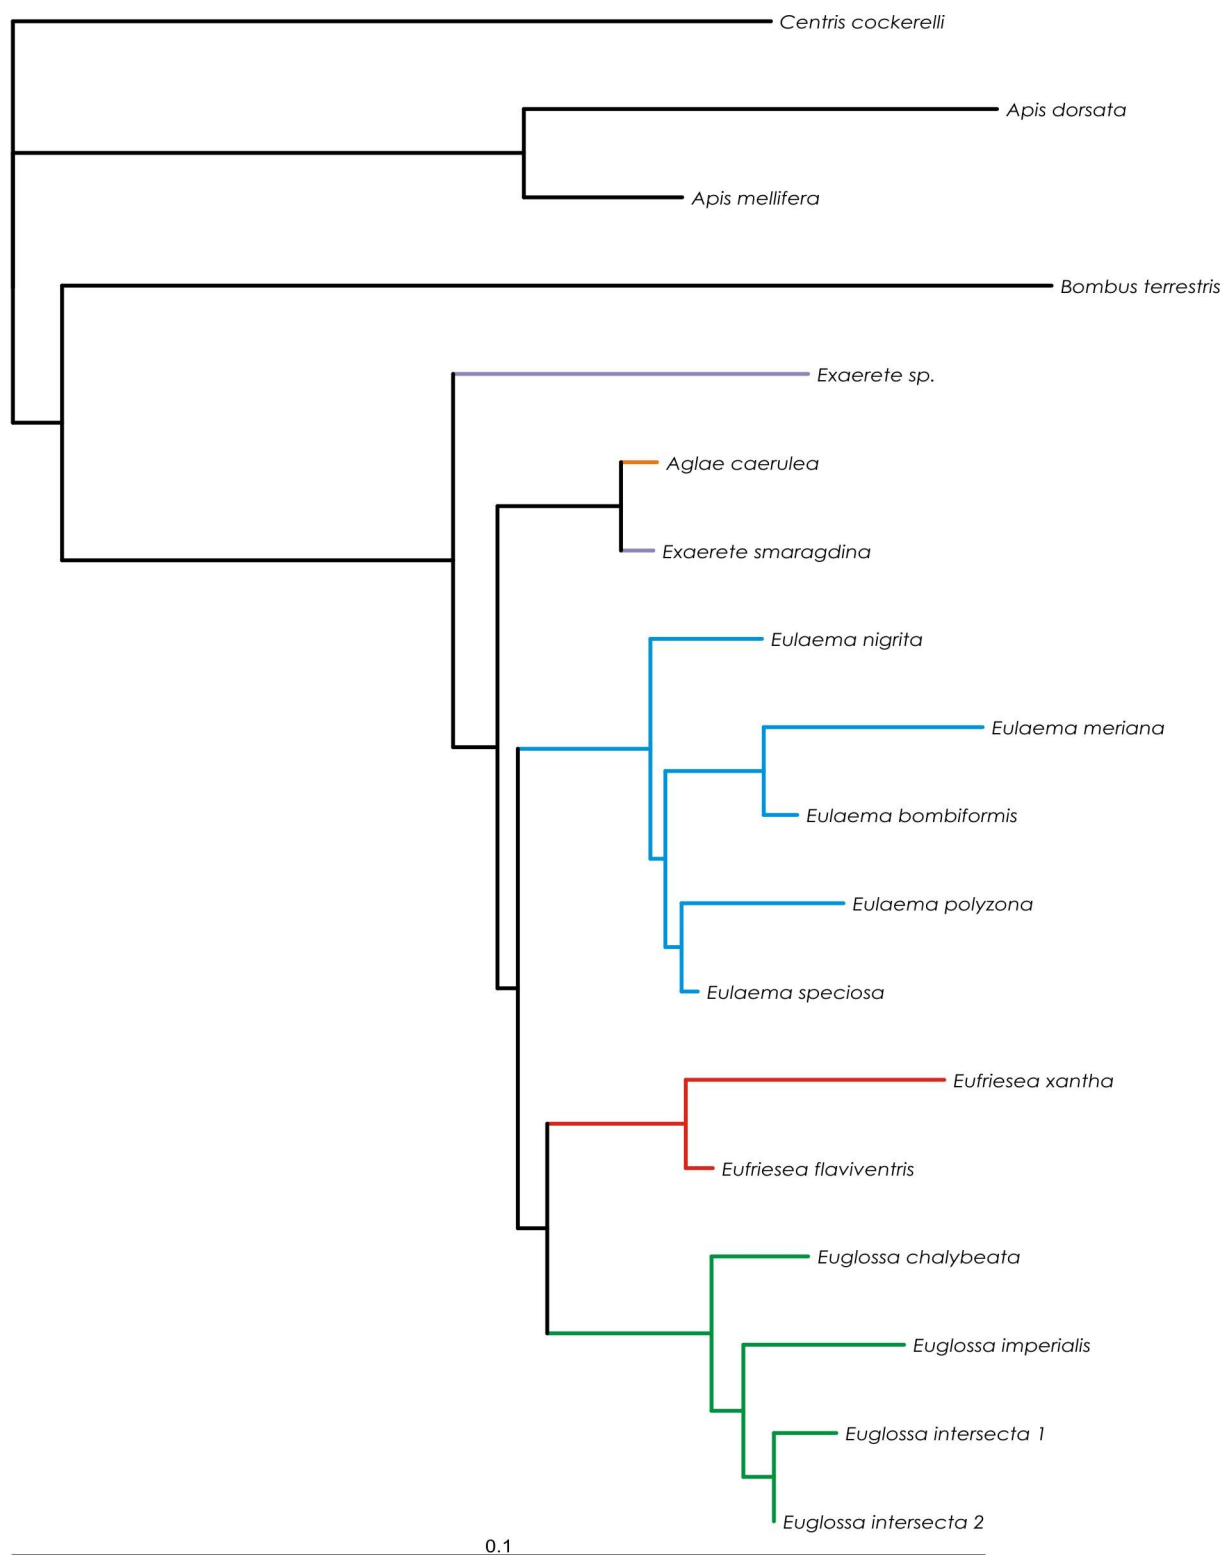 Centris cockerelli
Apis dorsata
Apis mellifera
Bombus terrestris
Exaerete sp.
Aglae caerulea
Exaerete smaragdina
Eulaema nigrita
Eulaema meriana
Eulaema bombiformis
Eulaema polyzona
Eulaema speciosa
Eufriesea xantha
Eufriesea flaviventris
Euglossa chalybeata
Euglossa imperialis
Euglossa intersecta 1
Euglossa intersecta 2
0.1